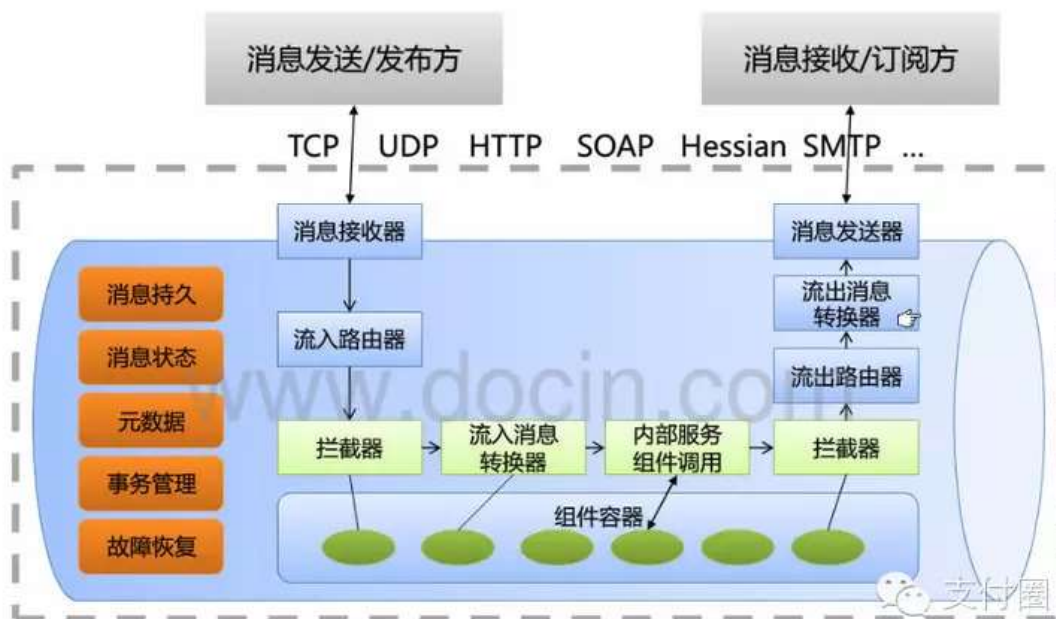 消息发送/发布方
消息接收/订阅方
TCP UDP HTTP SOAP Hessian SMTP ...
消息接收器
消息发送器
消息持久
流出消息
转换器
流入路由器
消息状态
流出路由器
www.docin.com
元数据
拦截器
流入消息
转换器
内部服务
组件调用
拦截器
事务管理
组件容器
故障恢复
支付圈